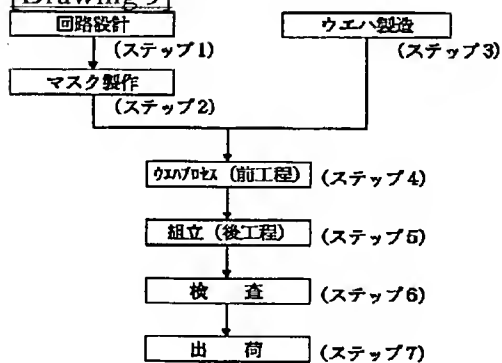 [Drawing 9]
回路設計
ウエハ製造
(ステップ1)
(ステップ3)
マスク製作
(ステップ2)
ウエハプロセス (前工程)
(ステップ4)
組立 (後工程)
(ステップ5)
検 査
(ステップ6)
出 荷
(ステップ7)